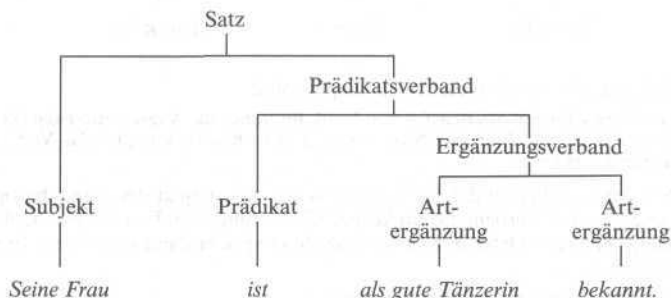 Satz
Prädikatsverband
Ergänzungsverband
Subjekt Prädikat Art- Art-
ergänzung ergänzung
Seine Frau ist als gute Tänzerin bekannt.